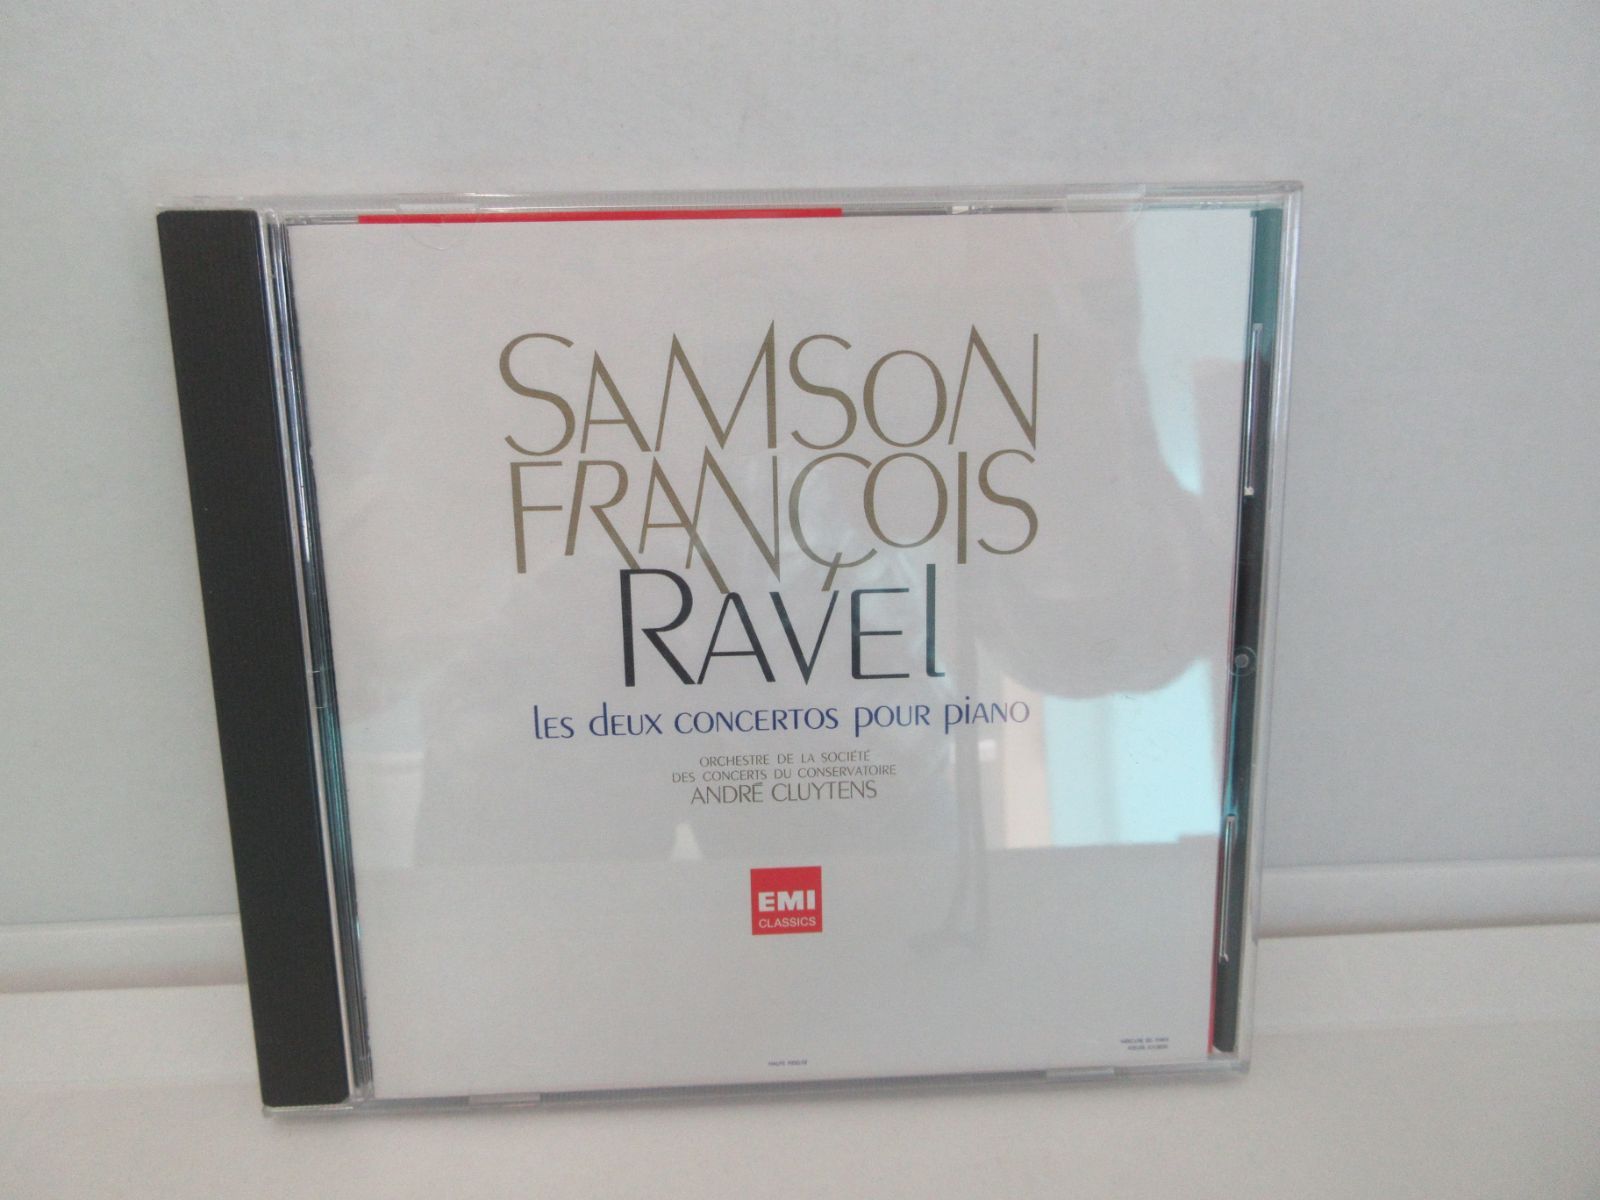 SAMSON
FRANÇOIS
RAVEl
lES dEUX CONCERTOS pOUR piANO
ORCHESTRE DE LA SOCIÉTÉ
DES CONCERTS DU CONSERVATOIRE
ANDRÉ CLUYTENS
EMI
CLASSICS